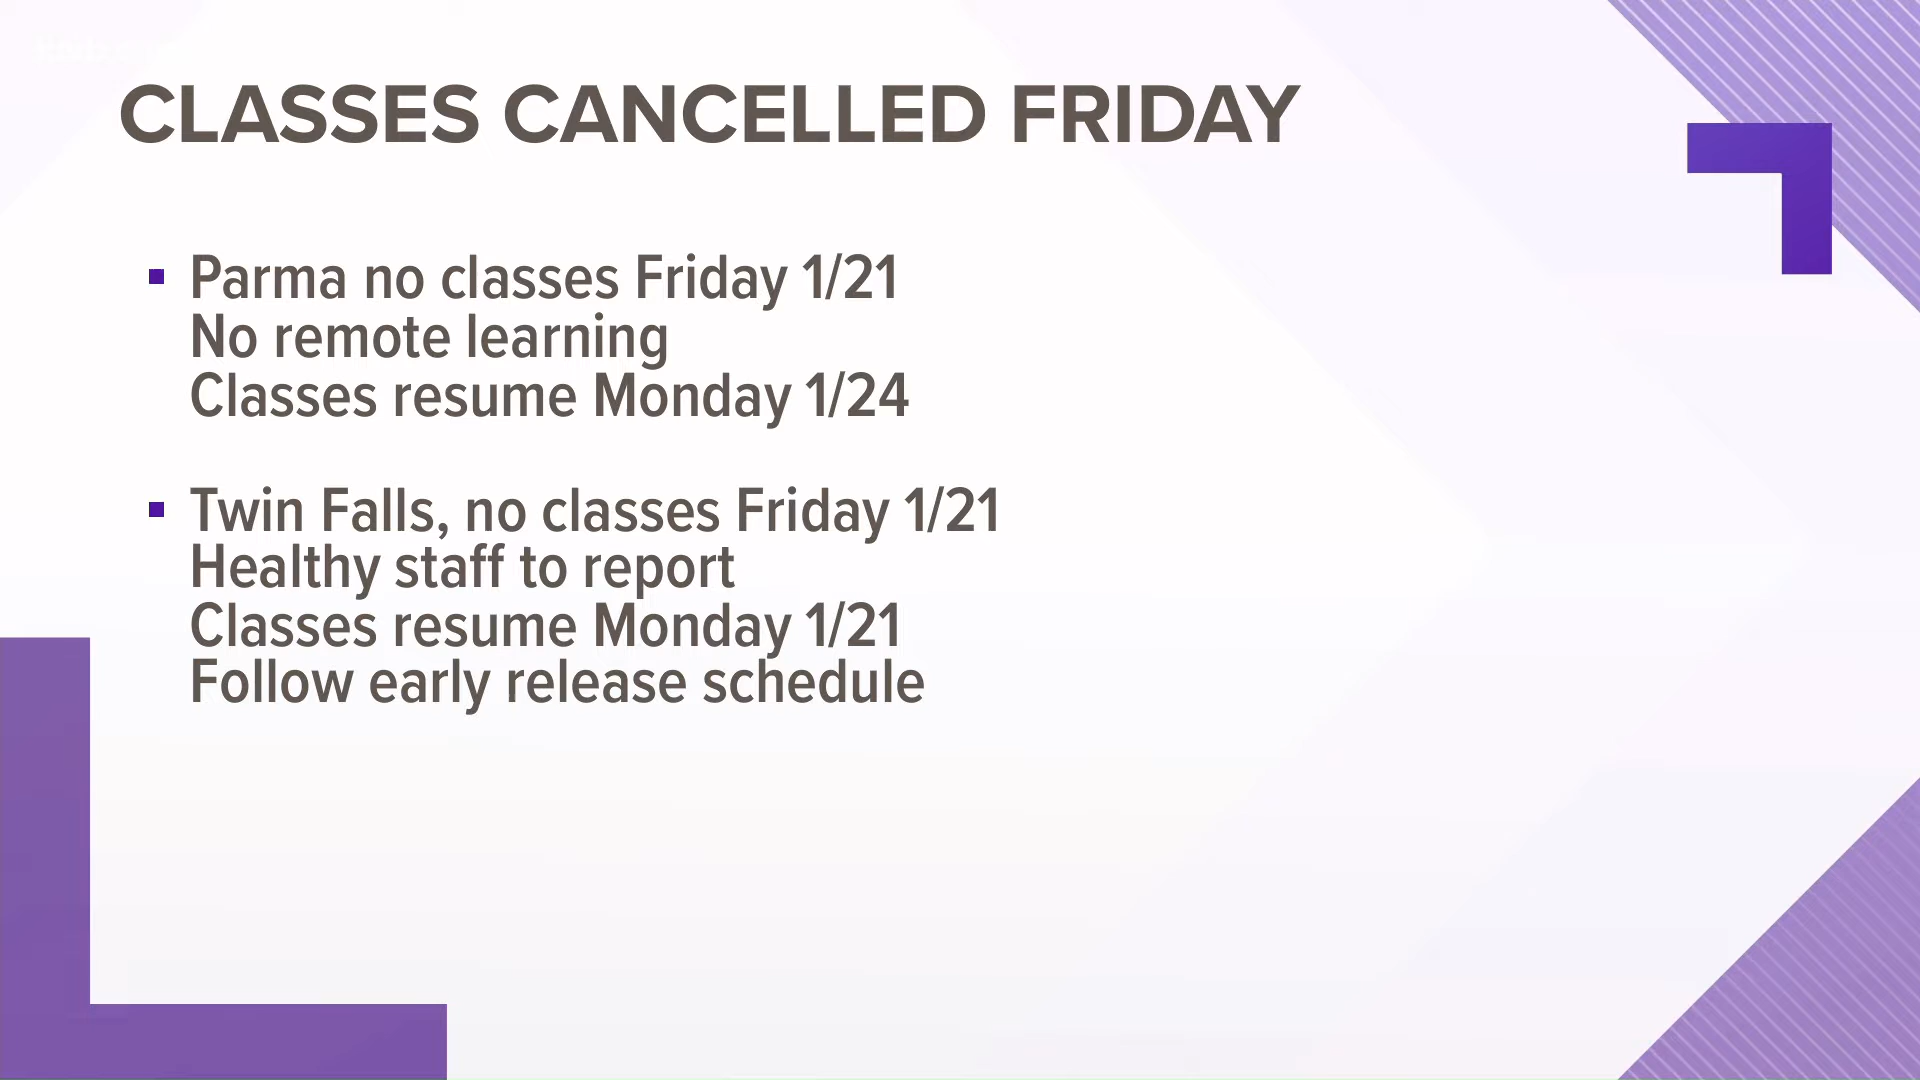 CLASSES CANCELLED FRIDAY
Parma no classes Friday 1/21
No remote learning
Classes resume Monday 1/24
Twin Falls, no classes Friday 1/21
Healthy staff to report
Classes resume Monday 1/21
Follow early release schedule